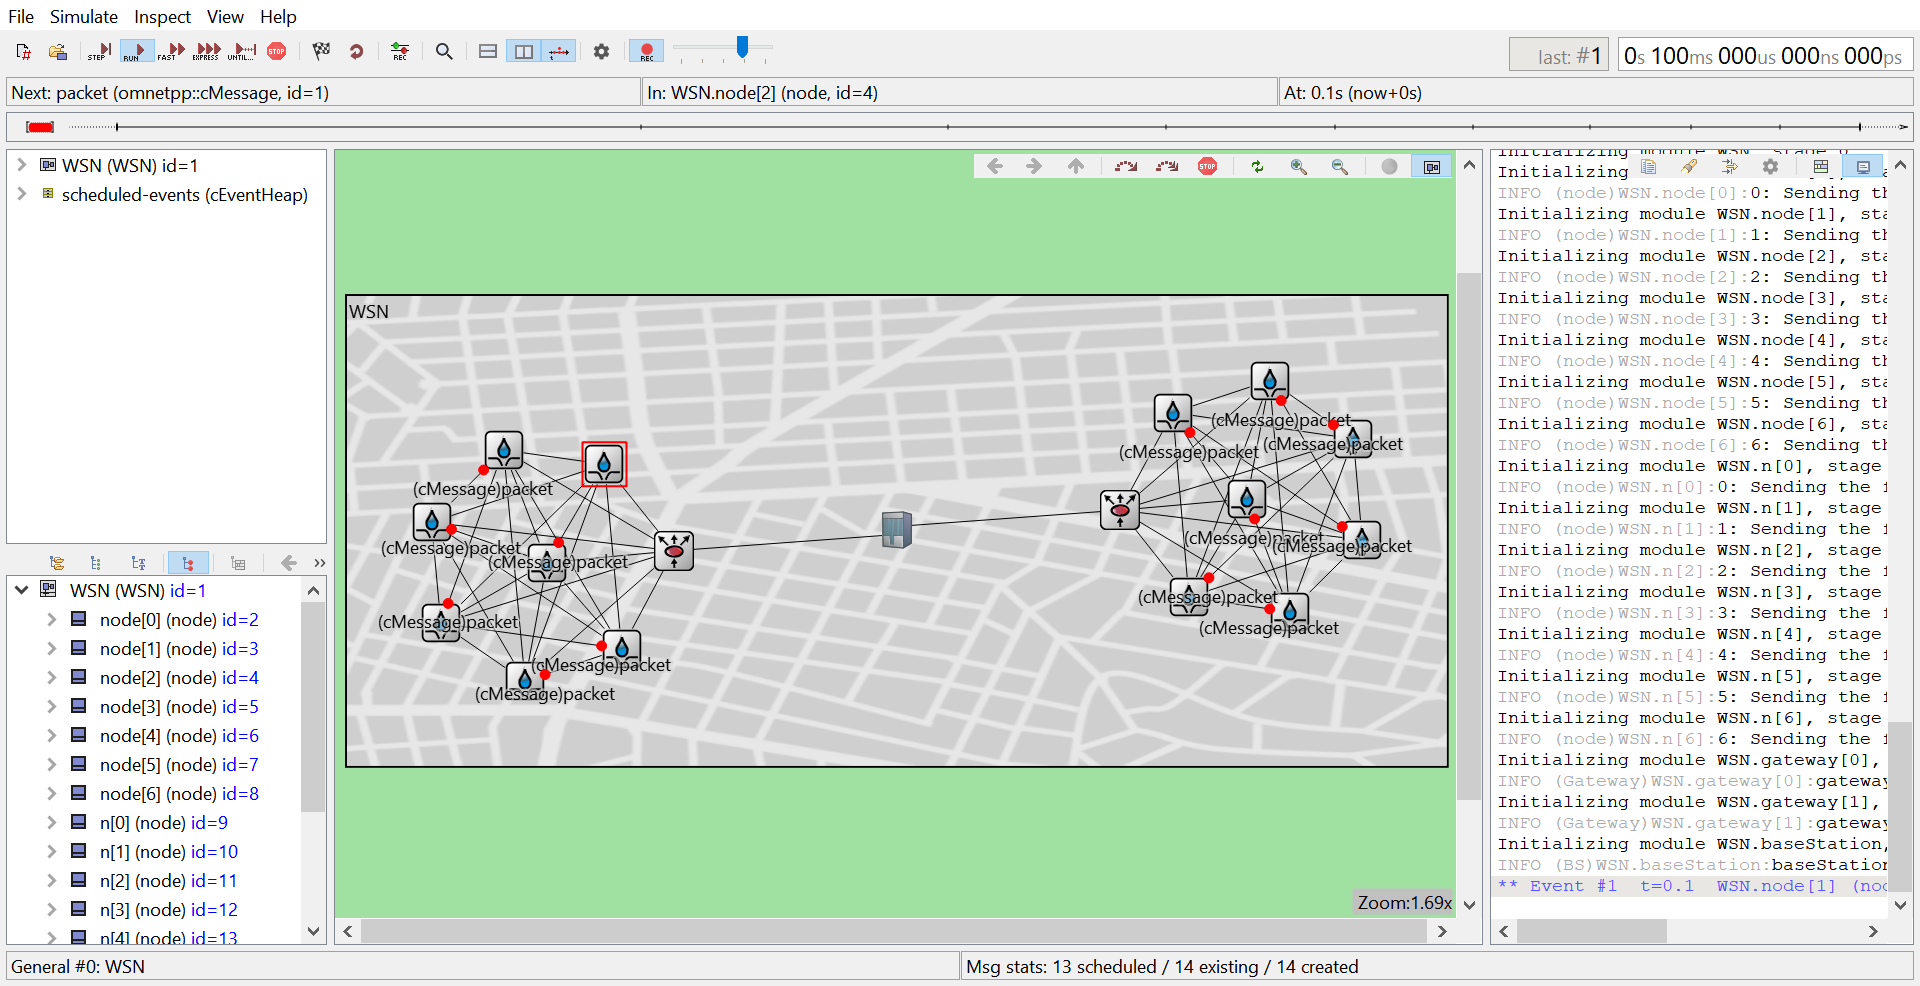 File Simulate Inspect View Help
STEP RUN FAST EXPRESS UNTIL... STOP REC REC
last: #1 0s 100ms 000us 000ns 000ps
Next: packet (omnetpp::cMessage, id=1) In: WSN.node[2] (node, id=4) At: 0.1s (now+0s)
WSN (WSN) id=1
scheduled-events (cEventHeap)
WSN (WSN) id=1
node[0] (node) id=2
node[1] (node) id=3
node[2] (node) id=4
node[3] (node) id=5
node[4] (node) id=6
node[5] (node) id=7
node[6] (node) id=8
n[0] (node) id=9
n[1] (node) id=10
n[2] (node) id=11
n[3] (node) id=12
n[4] (node) id=13
STOP
WSN
(cMessage)packet
(cMessage)packet
(cMessage)packet
(cMessage)packet
(cMessage)packet
(cMessage)packet
(cMessage)packet
(cMessage)packet
(cMessage)packet
(cMessage)packet
(cMessage)packet
(cMessage)packet
(cMessage)packet
Zoom:1.69x
Initializing module WSN, stage 0
Initializing
INFO (node)WSN.node[0]:0: Sending th
Initializing module WSN.node[1], sta
INFO (node)WSN.node[1]:1: Sending th
Initializing module WSN.node[2], sta
INFO (node)WSN.node[2]:2: Sending th
Initializing module WSN.node[3], sta
INFO (node)WSN.node[3]:3: Sending th
Initializing module WSN.node[4], sta
INFO (node)WSN.node[4]:4: Sending th
Initializing module WSN.node[5], sta
INFO (node)WSN.node[5]:5: Sending th
Initializing module WSN.node[6], sta
INFO (node)WSN.node[6]:6: Sending th
Initializing module WSN.n[0], stage
INFO (node)WSN.n[0]:0: Sending the f
Initializing module WSN.n[1], stage
INFO (node)WSN.n[1]:1: Sending the f
Initializing module WSN.n[2], stage
INFO (node)WSN.n[2]:2: Sending the f
Initializing module WSN.n[3], stage
INFO (node)WSN.n[3]:3: Sending the f
Initializing module WSN.n[4], stage
INFO (node)WSN.n[4]:4: Sending the f
Initializing module WSN.n[5], stage
INFO (node)WSN.n[5]:5: Sending the f
Initializing module WSN.n[6], stage
INFO (node)WSN.n[6]:6: Sending the f
Initializing module WSN.gateway[0],
INFO (Gateway)WSN.gateway[0]:gateway
Initializing module WSN.gateway[1],
INFO (Gateway)WSN.gateway[1]:gateway
Initializing module WSN.baseStation,
INFO (BS)WSN.baseStation:baseStation
** Event #1 t=0.1 WSN.node[1] (nod
General #0: WSN Msg stats: 13 scheduled / 14 existing / 14 created